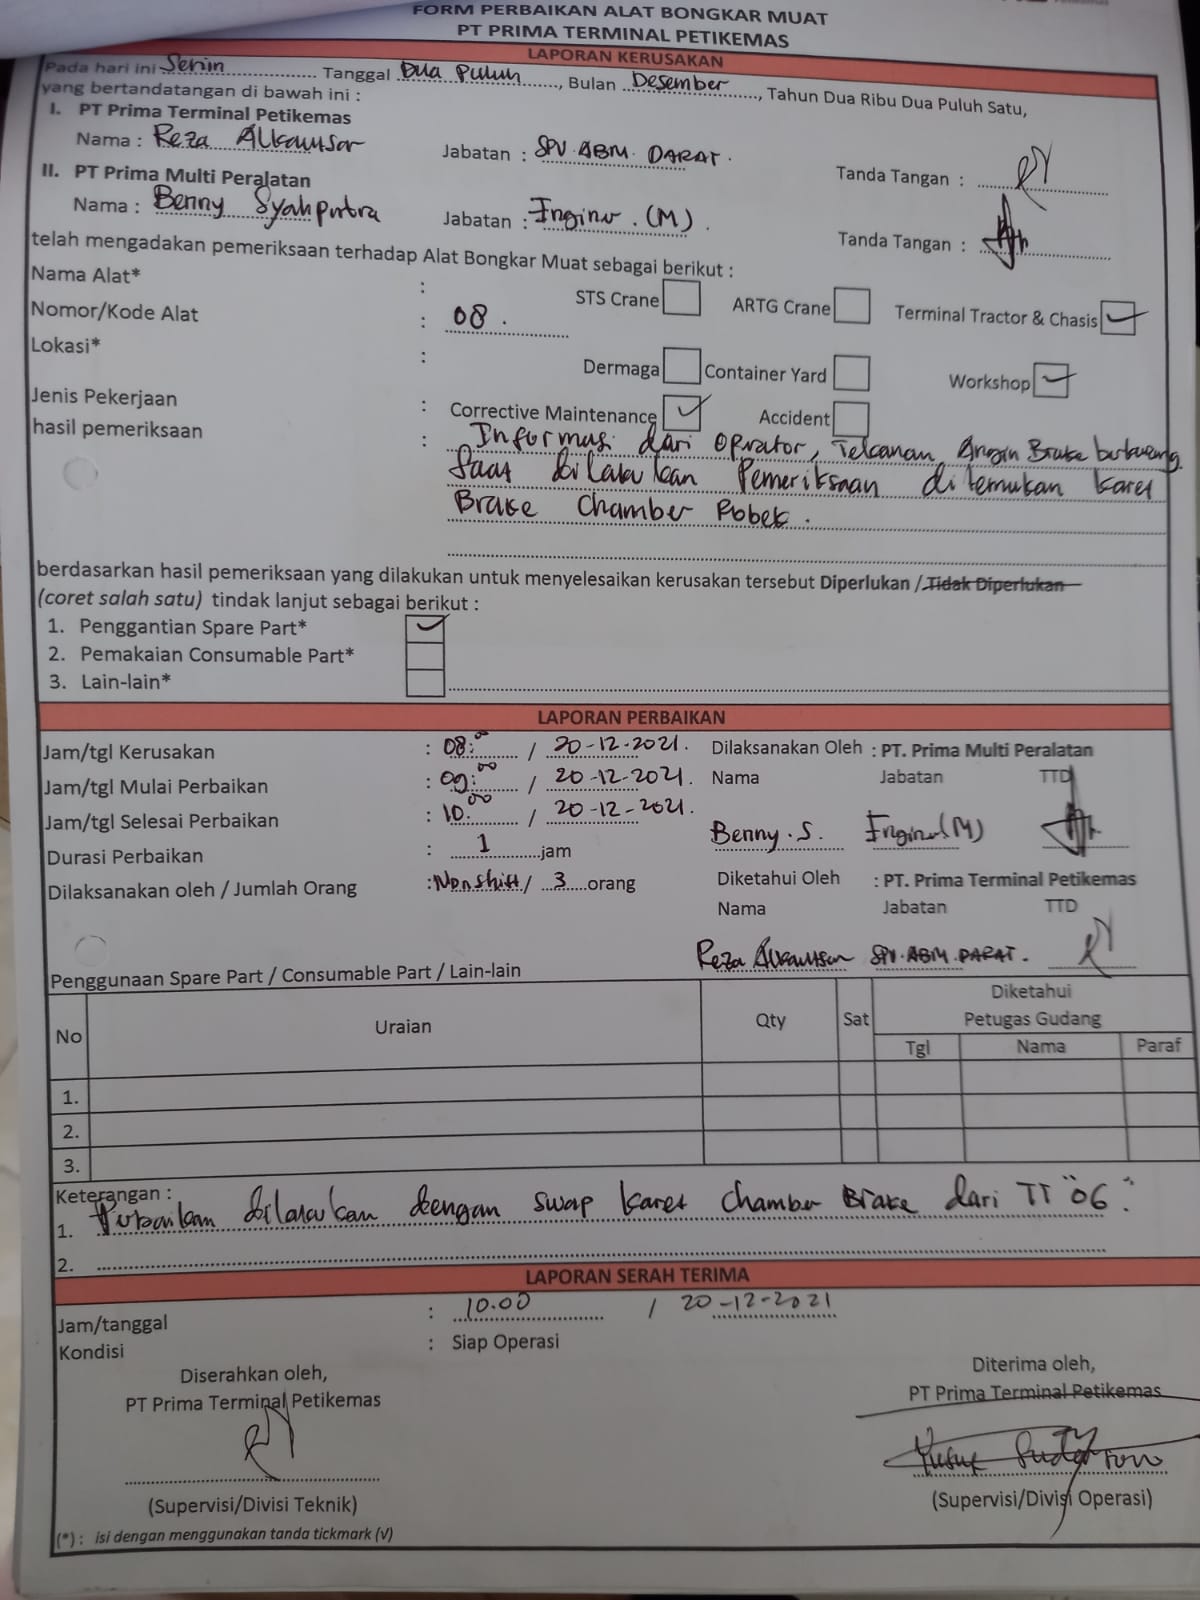 FORM PERBAIKAN ALAT BONGKAR MUAT
PT PRIMA TERMINAL PETIKEMAS
LAPORAN KERUSAKAN
Pada hari ini Senin Tanggal Dua Puluh, Bulan Desember, Tahun Dua Ribu Dua Puluh Satu,
yang bertandatangan di bawah ini :
I. PT Prima Terminal Petikemas
Nama : Reza Alkautsar Jabatan : SPV. ABM. DARAT. Tanda Tangan :
II. PT Prima Multi Peralatan
Nama : Benny Syahputra Jabatan : Enginer. (M). Tanda Tangan :
telah mengadakan pemeriksaan terhadap Alat Bongkar Muat sebagai berikut :
Nama Alat* : STS Crane ARTG Crane Terminal Tractor & Chasis ✓
Nomor/Kode Alat : 08.
Lokasi* : Dermaga Container Yard Workshop ✓
Jenis Pekerjaan : Corrective Maintenance ✓ Accident
hasil pemeriksaan : Informasi dari operator, Tekanan Angin Brake berkurang
Saat dilakukan Pemeriksaan ditemukan karet
Brake Chamber Robek.
berdasarkan hasil pemeriksaan yang dilakukan untuk menyelesaikan kerusakan tersebut Diperlukan / Tidak Diperlukan
(coret salah satu) tindak lanjut sebagai berikut :
1. Penggantian Spare Part* ✓
2. Pemakaian Consumable Part*
3. Lain-lain*
LAPORAN PERBAIKAN
Jam/tgl Kerusakan : 08.00 / 20-12-2021. Dilaksanakan Oleh : PT. Prima Multi Peralatan
Jam/tgl Mulai Perbaikan : 09.00 / 20-12-2021. Nama Jabatan TTD
Jam/tgl Selesai Perbaikan : 10.00 / 20-12-2021.
Benny. S. Enginer (M)
Durasi Perbaikan : 1 jam
Dilaksanakan oleh / Jumlah Orang : Non Shift / 3 orang Diketahui Oleh : PT. Prima Terminal Petikemas
Nama Jabatan TTD
Reza Alkautsar SPV. ABM. DARAT.
Penggunaan Spare Part / Consumable Part / Lain-lain
No Uraian Qty Sat Diketahui
Petugas Gudang
Tgl Nama Paraf
1.
2.
3.
Keterangan :
1. Perbaikan dilakukan dengan swap karet chamber Brake dari TT "06".
2.
LAPORAN SERAH TERIMA
Jam/tanggal : 10.00 / 20-12-2021
Kondisi : Siap Operasi
Diserahkan oleh, Diterima oleh,
PT Prima Terminal Petikemas PT Prima Terminal Petikemas
(Supervisi/Divisi Teknik) (Supervisi/Divisi Operasi)
(*) : isi dengan menggunakan tanda tickmark (√)